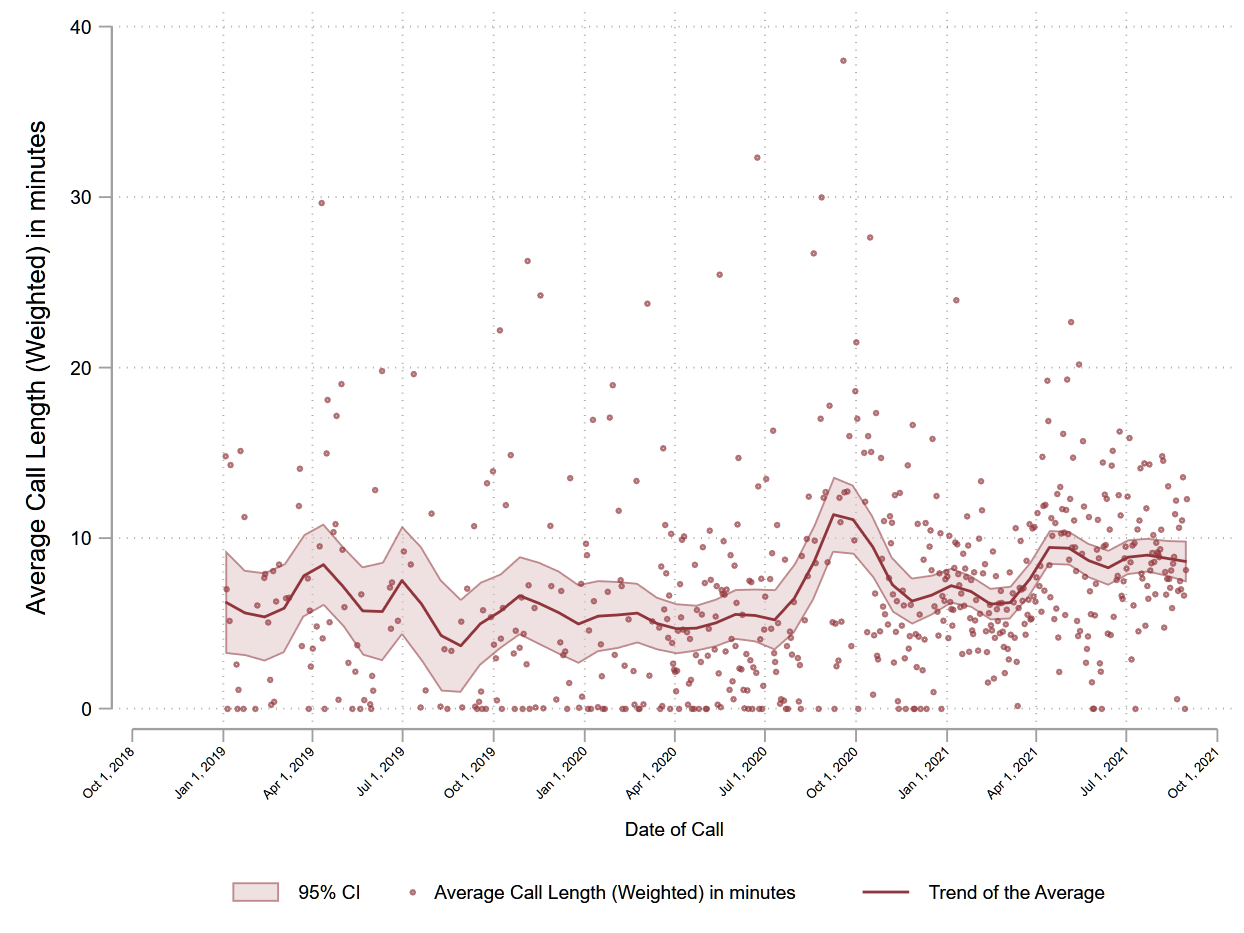 Average Call Length (Weighted) in minutes
40
30
20
10
0
Oct 1, 2018
Jan 1, 2019
Apr 1, 2019
Jul 1, 2019
Oct 1, 2019
Jan 1, 2020
Apr 1, 2020
Jul 1, 2020
Oct 1, 2020
Jan 1, 2021
Apr 1, 2021
Jul 1, 2021
Oct 1, 2021
Date of Call
95% CI
Average Call Length (Weighted) in minutes
Trend of the Average